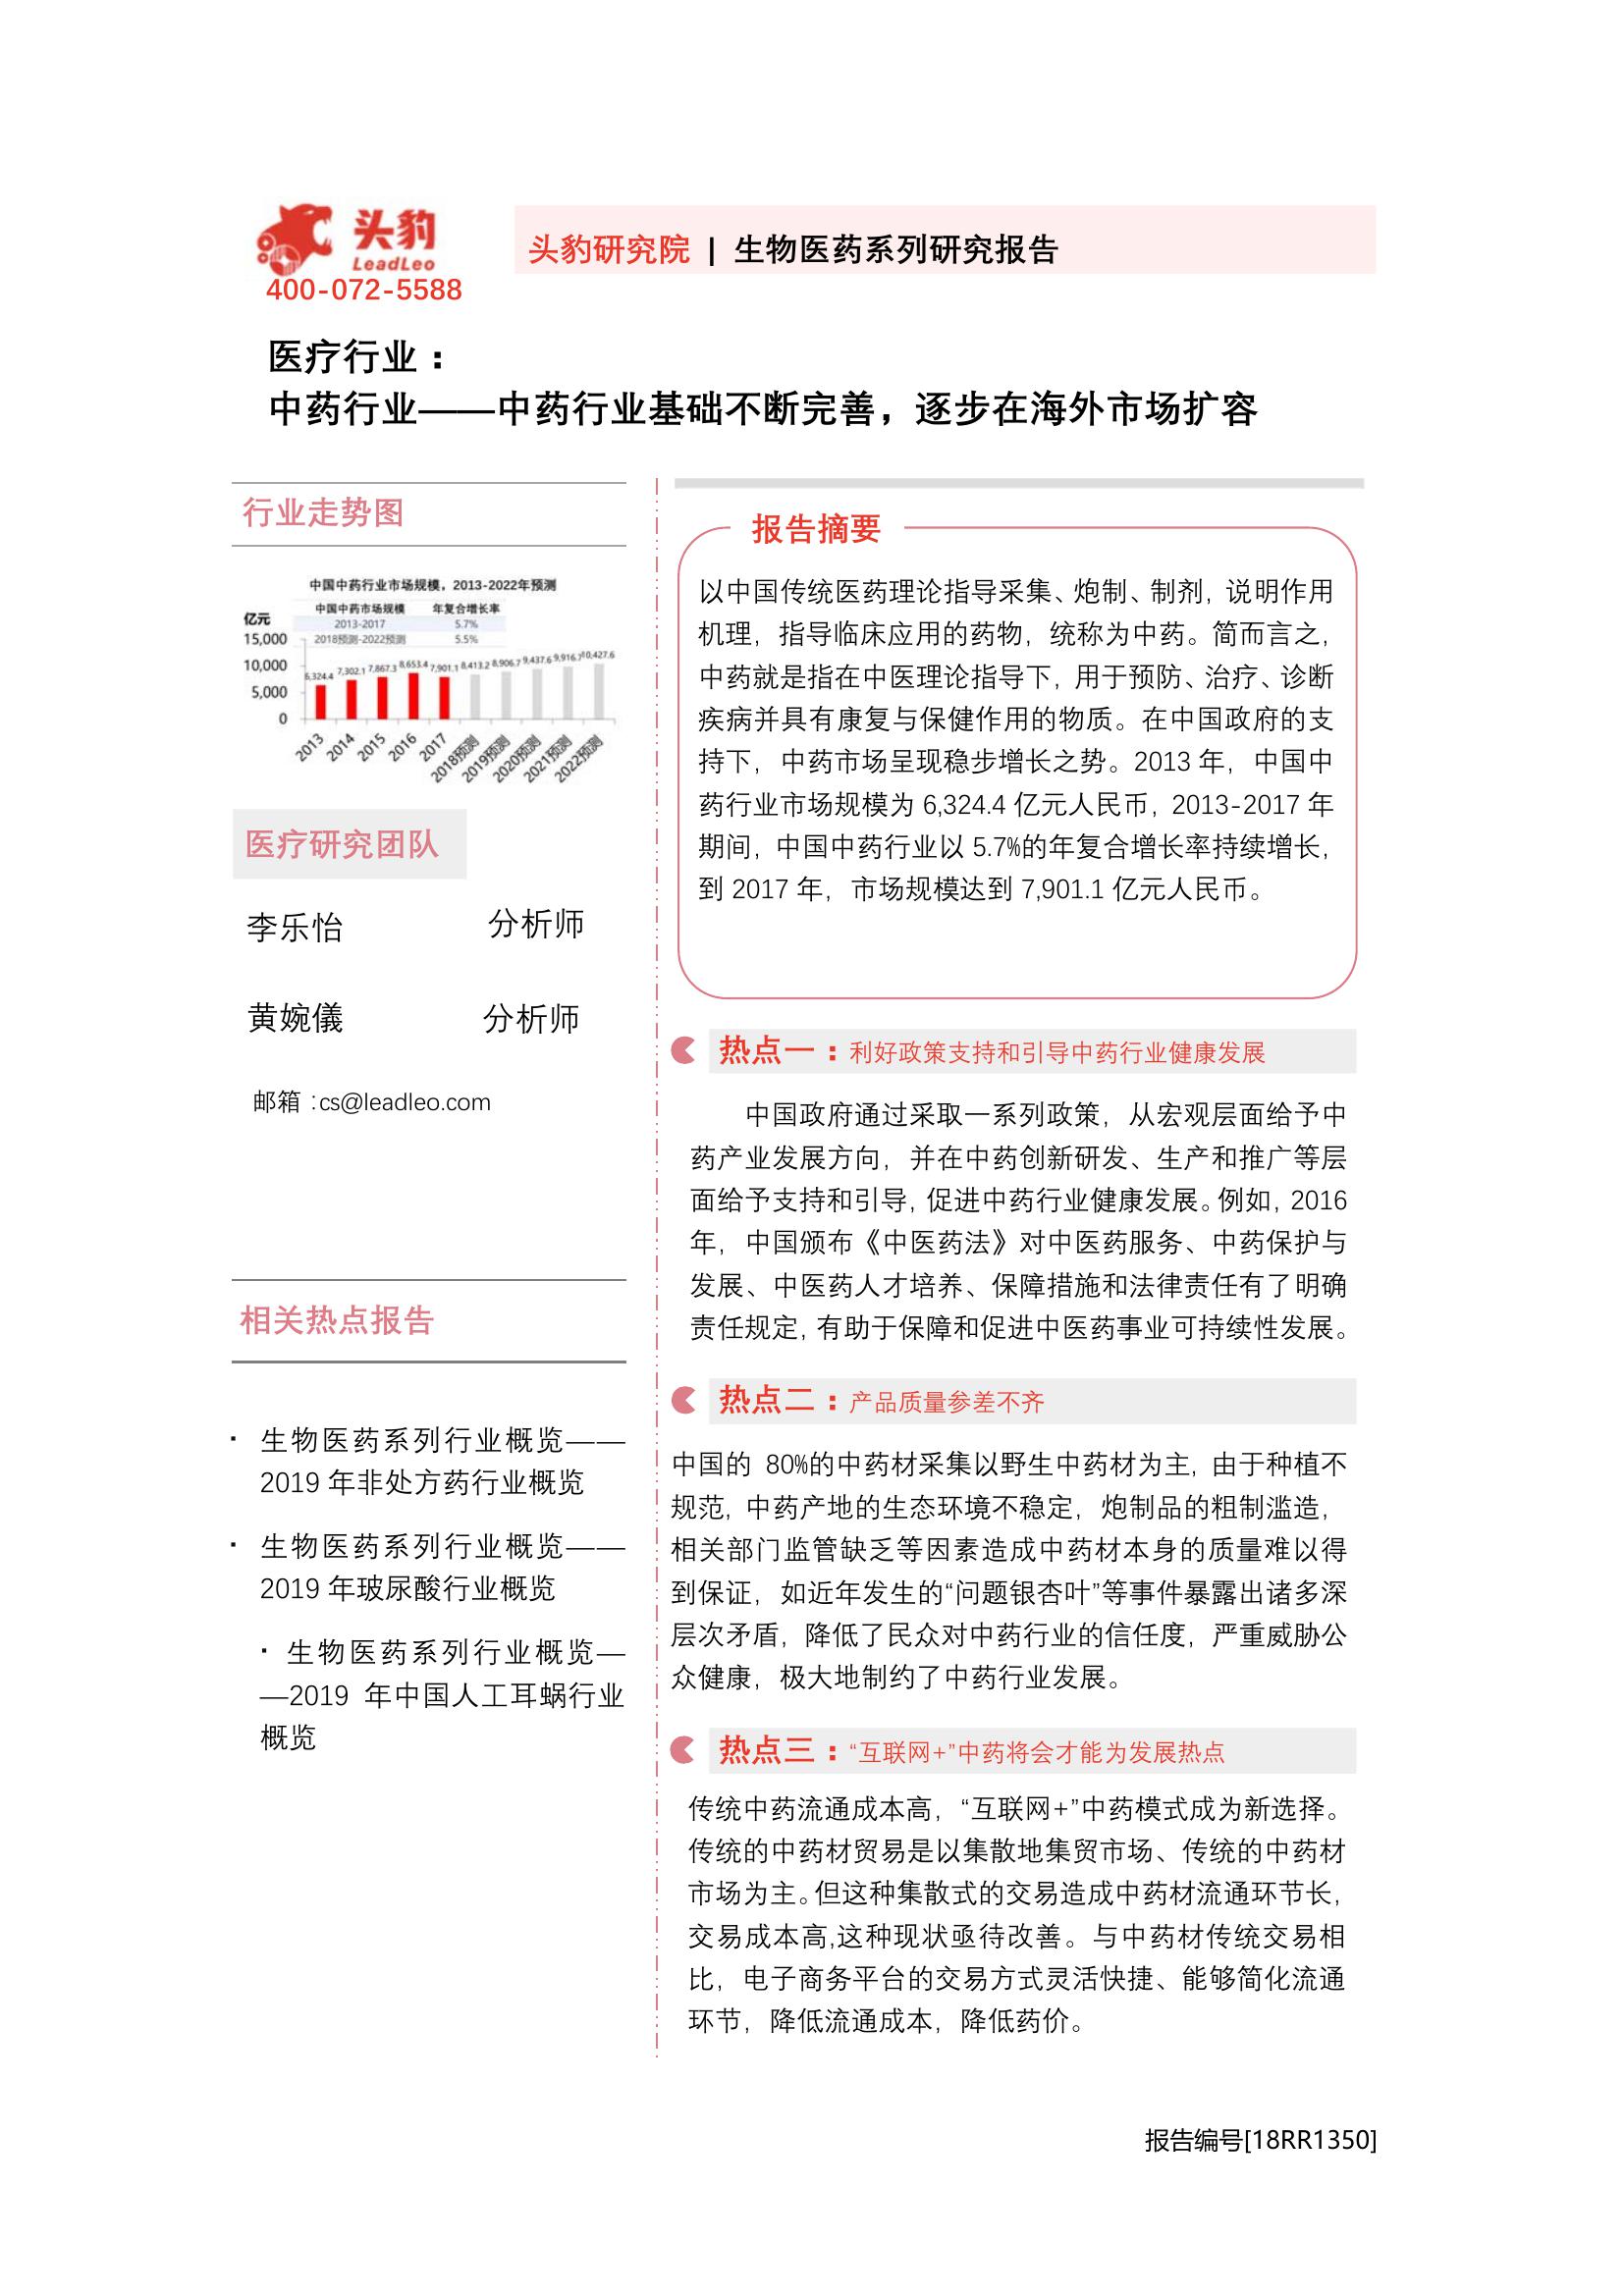 头豹
LeadLeo
400-072-5588
头豹研究院 | 生物医药系列研究报告
医疗行业：
中药行业——中药行业基础不断完善，逐步在海外市场扩容
行业走势图
中国中药行业市场规模，2013-2022年预测
中国中药市场规模 年复合增长率
2013-2017 5.7%
2018预测-2022预测 5.5%
亿元
15,000
10,000
5,000
0
6,324.4 7,302.1 7,867.3 8,653.4 7,901.1 8,413.2 8,906.7 9,437.6 9,916.7 10,427.6
2013 2014 2015 2016 2017 2018预测 2019预测 2020预测 2021预测 2022预测
医疗研究团队
李乐怡 分析师
黄婉儀 分析师
邮箱：cs@leadleo.com
相关热点报告
· 生物医药系列行业概览——
2019 年非处方药行业概览
· 生物医药系列行业概览——
2019 年玻尿酸行业概览
· 生物医药系列行业概览—
—2019 年中国人工耳蜗行业
概览
报告摘要
以中国传统医药理论指导采集、炮制、制剂，说明作用
机理，指导临床应用的药物，统称为中药。简而言之，
中药就是指在中医理论指导下，用于预防、治疗、诊断
疾病并具有康复与保健作用的物质。在中国政府的支
持下，中药市场呈现稳步增长之势。2013 年，中国中
药行业市场规模为 6,324.4 亿元人民币，2013-2017 年
期间，中国中药行业以 5.7%的年复合增长率持续增长，
到 2017 年，市场规模达到 7,901.1 亿元人民币。
热点一：利好政策支持和引导中药行业健康发展
中国政府通过采取一系列政策，从宏观层面给予中
药产业发展方向，并在中药创新研发、生产和推广等层
面给予支持和引导，促进中药行业健康发展。例如，2016
年，中国颁布《中医药法》对中医药服务、中药保护与
发展、中医药人才培养、保障措施和法律责任有了明确
责任规定，有助于保障和促进中医药事业可持续性发展。
热点二：产品质量参差不齐
中国的 80%的中药材采集以野生中药材为主，由于种植不
规范，中药产地的生态环境不稳定，炮制品的粗制滥造，
相关部门监管缺乏等因素造成中药材本身的质量难以得
到保证，如近年发生的“问题银杏叶”等事件暴露出诸多深
层次矛盾，降低了民众对中药行业的信任度，严重威胁公
众健康，极大地制约了中药行业发展。
热点三：“互联网+”中药将会才能为发展热点
传统中药流通成本高，“互联网+”中药模式成为新选择。
传统的中药材贸易是以集散地集贸市场、传统的中药材
市场为主。但这种集散式的交易造成中药材流通环节长，
交易成本高,这种现状亟待改善。与中药材传统交易相
比，电子商务平台的交易方式灵活快捷、能够简化流通
环节，降低流通成本，降低药价。
报告编号[18RR1350]